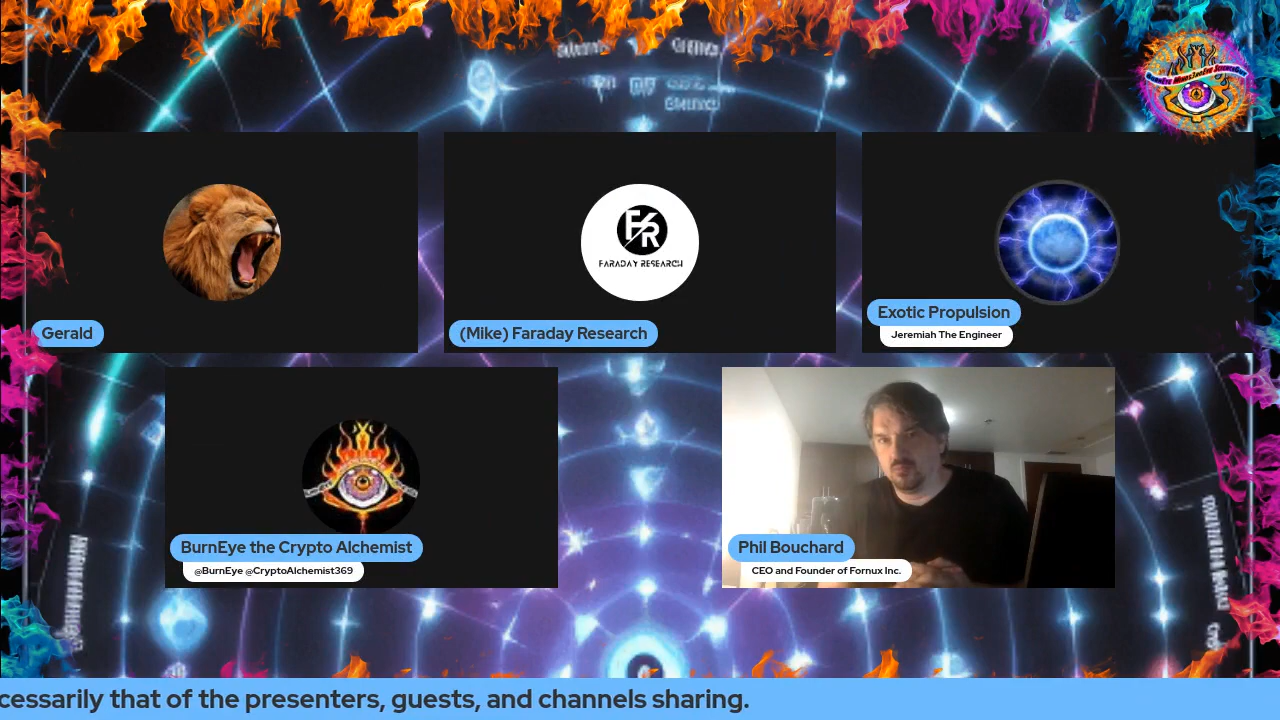 Gerald
FARADAY RESEARCH
(Mike) Faraday Research
Exotic Propulsion
Jeremiah The Engineer
BurnEye the Crypto Alchemist
@BurnEye @CryptoAlchemist369
Phil Bouchard
CEO and Founder of Fornux Inc.
cessarily that of the presenters, guests, and channels sharing.